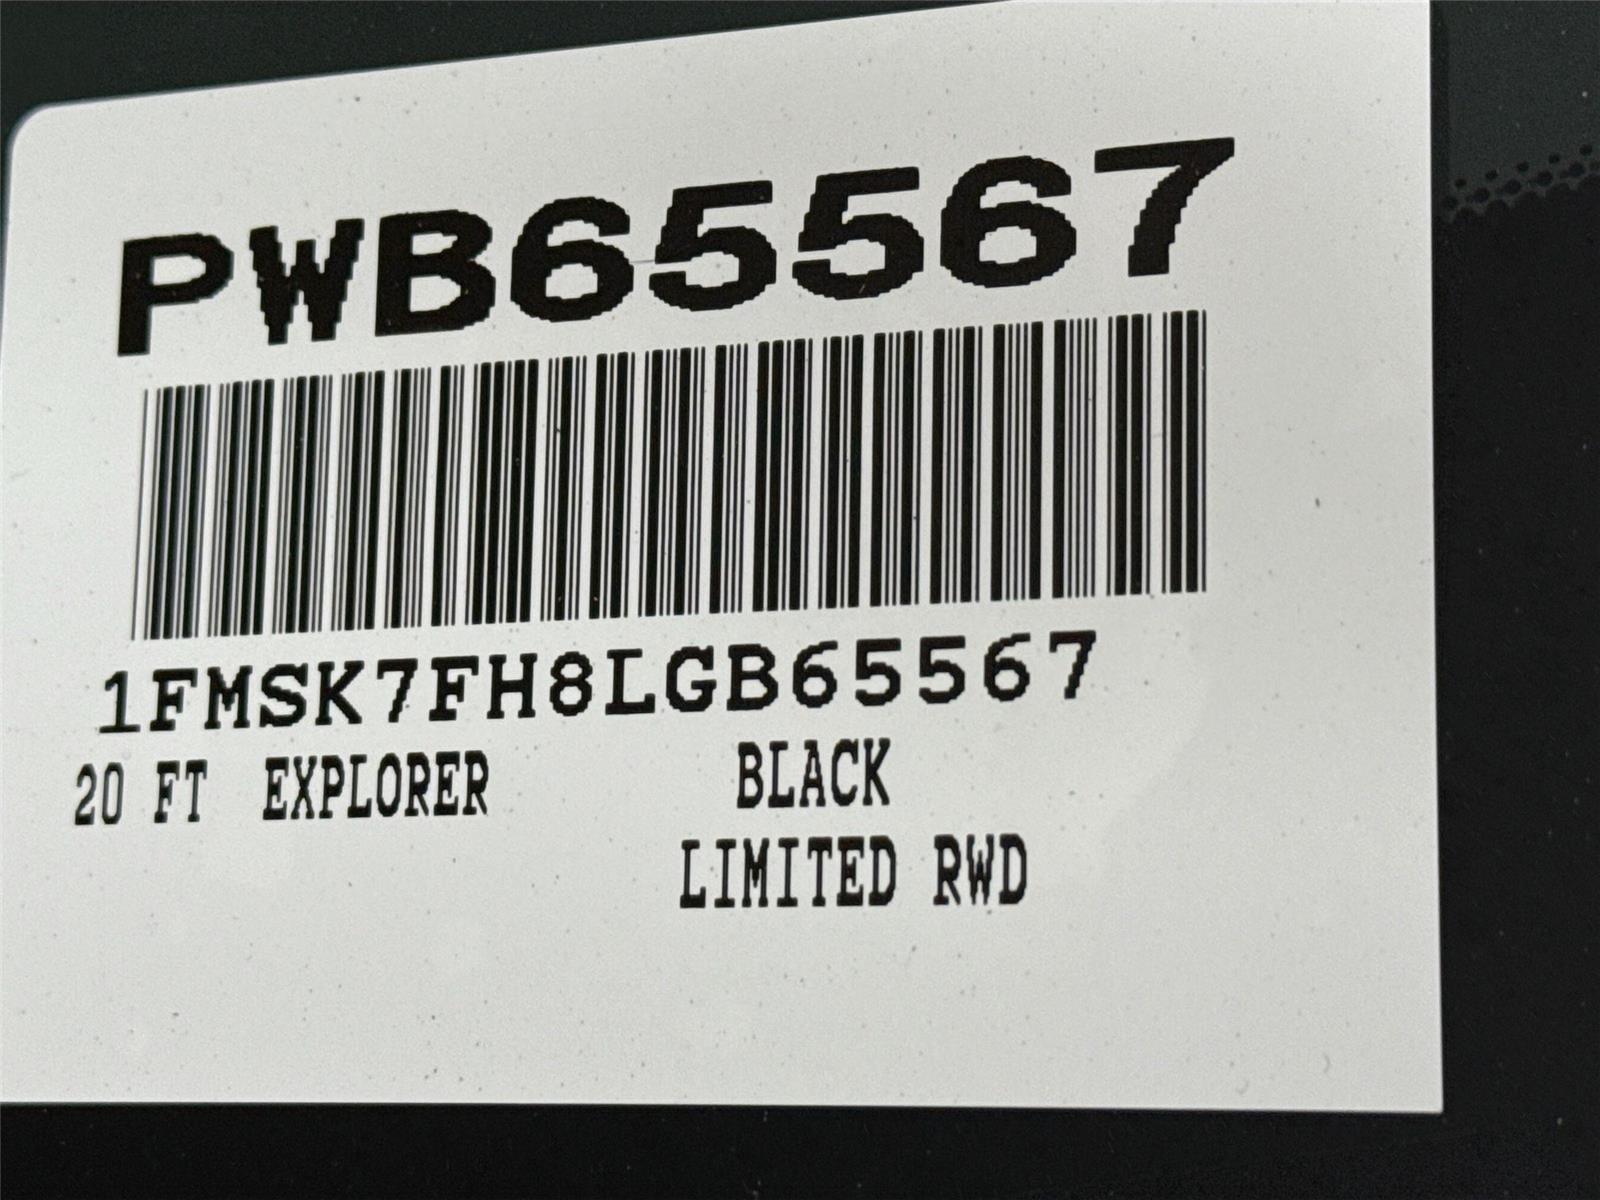 PWB65567
1FMSK7FH8LGB65567
20 FT EXPLORER BLACK
LIMITED RWD